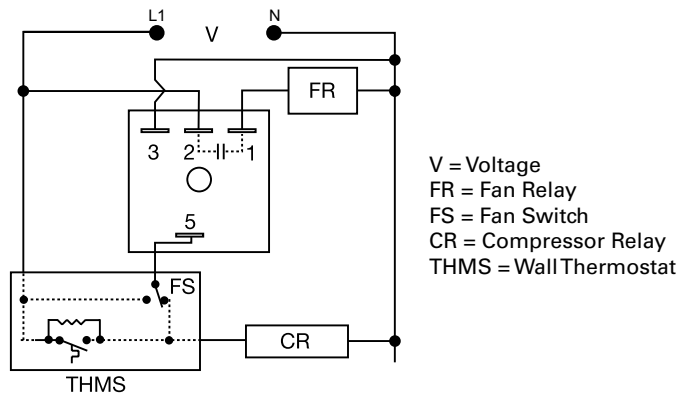 L1 V N
FR
3 2 1
5
FS
CR
THMS
V = Voltage
FR = Fan Relay
FS = Fan Switch
CR = Compressor Relay
THMS = Wall Thermostat